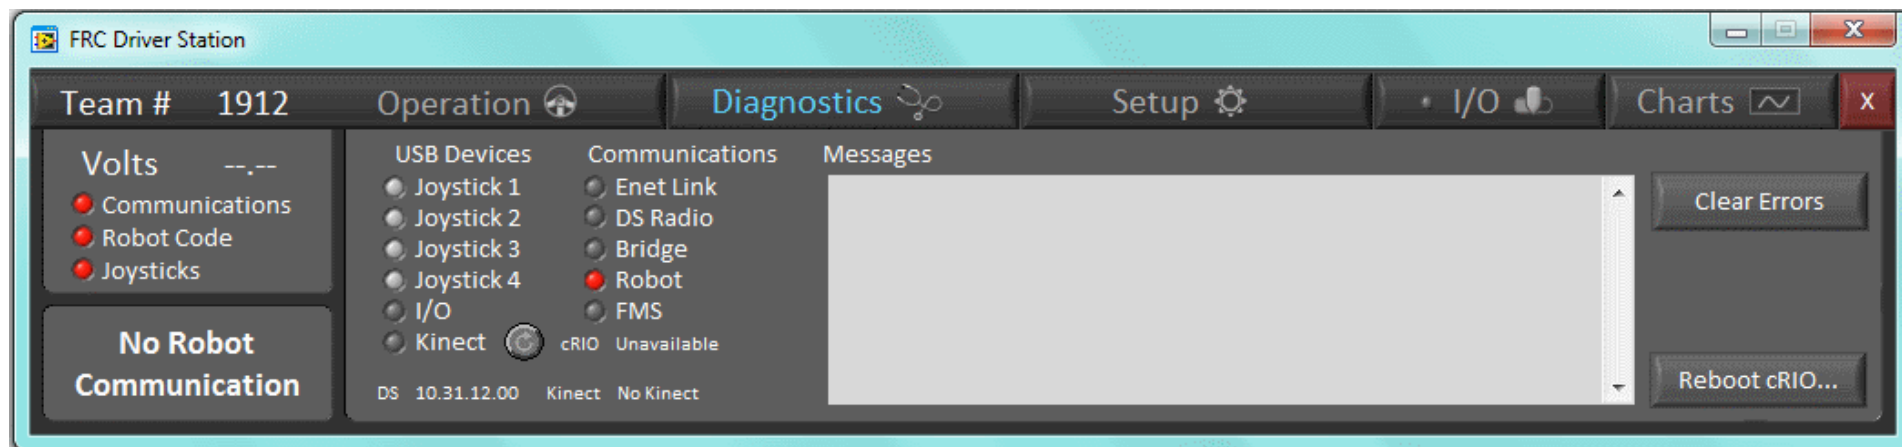 FRC Driver Station
X
Team # 1912 Operation Diagnostics Setup I/O Charts X
Volts --.--
Communications
Robot Code
Joysticks
No Robot
Communication
USB Devices
Joystick 1
Joystick 2
Joystick 3
Joystick 4
I/O
Kinect
Communications
Enet Link
DS Radio
Bridge
Robot
FMS
cRIO Unavailable
DS 10.31.12.00 Kinect No Kinect
Messages
Clear Errors
Reboot cRIO...